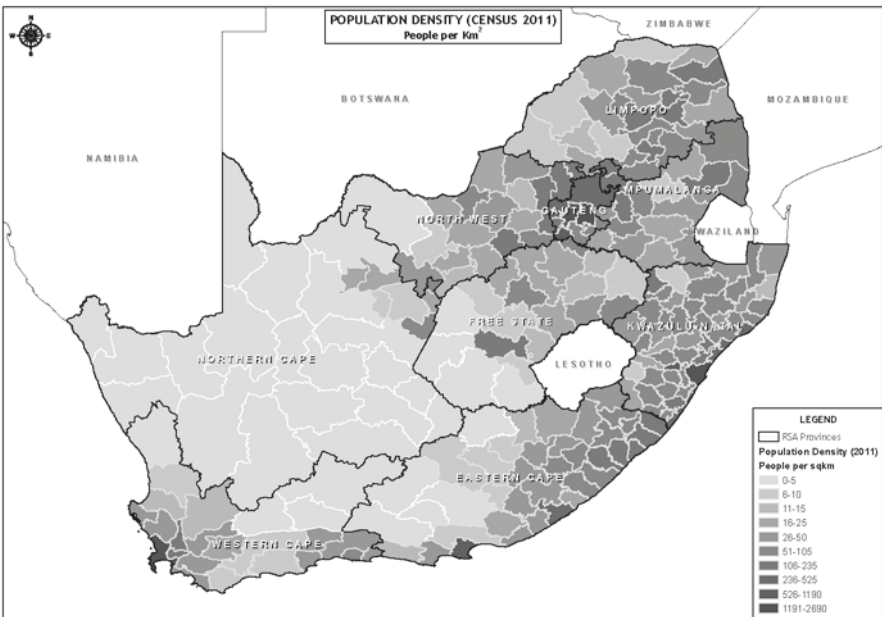 N
W
E
S
POPULATION DENSITY (CENSUS 2011)
People per Km²
ZIMBABWE
BOTSWANA
MOZAMBIQUE
NAMIBIA
LIMPOPO
MPUMALANGA
NORTH WEST
GAUTENG
WAZILAND
FREE STATE
KWAZULU-NATAL
NORTHERN CAPE
LESOTHO
EASTERN CAPE
WESTERN CAPE
LEGEND
RSA Provinces
Population Density (2011)
People per sqkm
0-5
6-10
11-15
16-25
26-50
51-105
106-235
236-525
526-1190
1191-2690